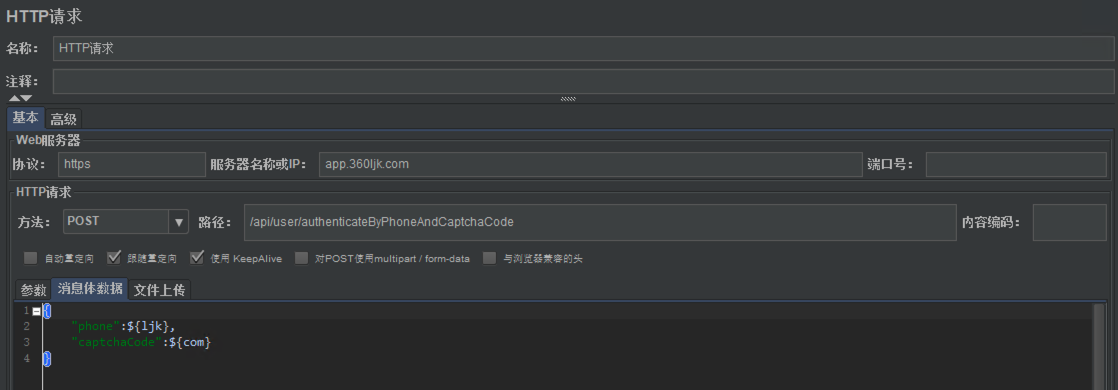 HTTP请求
名称： HTTP请求
注释：
基本 高级
Web服务器
协议： https 服务器名称或IP： app.360ljk.com 端口号：
HTTP请求
方法： POST 路径： /api/user/authenticateByPhoneAndCaptchaCode 内容编码：
自动重定向 跟随重定向 使用 KeepAlive 对POST使用multipart / form-data 与浏览器兼容的头
参数 消息体数据 文件上传
1 {
2 "phone":${ljk},
3 "captchaCode":${com}
4 }